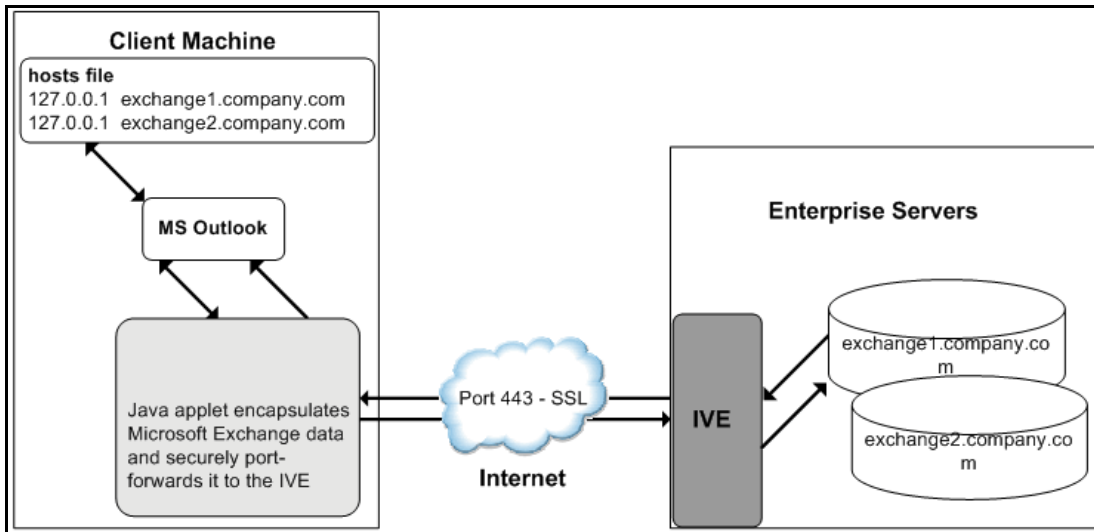 Client Machine
hosts file
127.0.0.1 exchange1.company.com
127.0.0.1 exchange2.company.com
MS Outlook
Java applet encapsulates
Microsoft Exchange data
and securely port-
forwards it to the IVE
Port 443 - SSL
Internet
Enterprise Servers
IVE
exchange1.company.co
m
exchange2.company.co
m